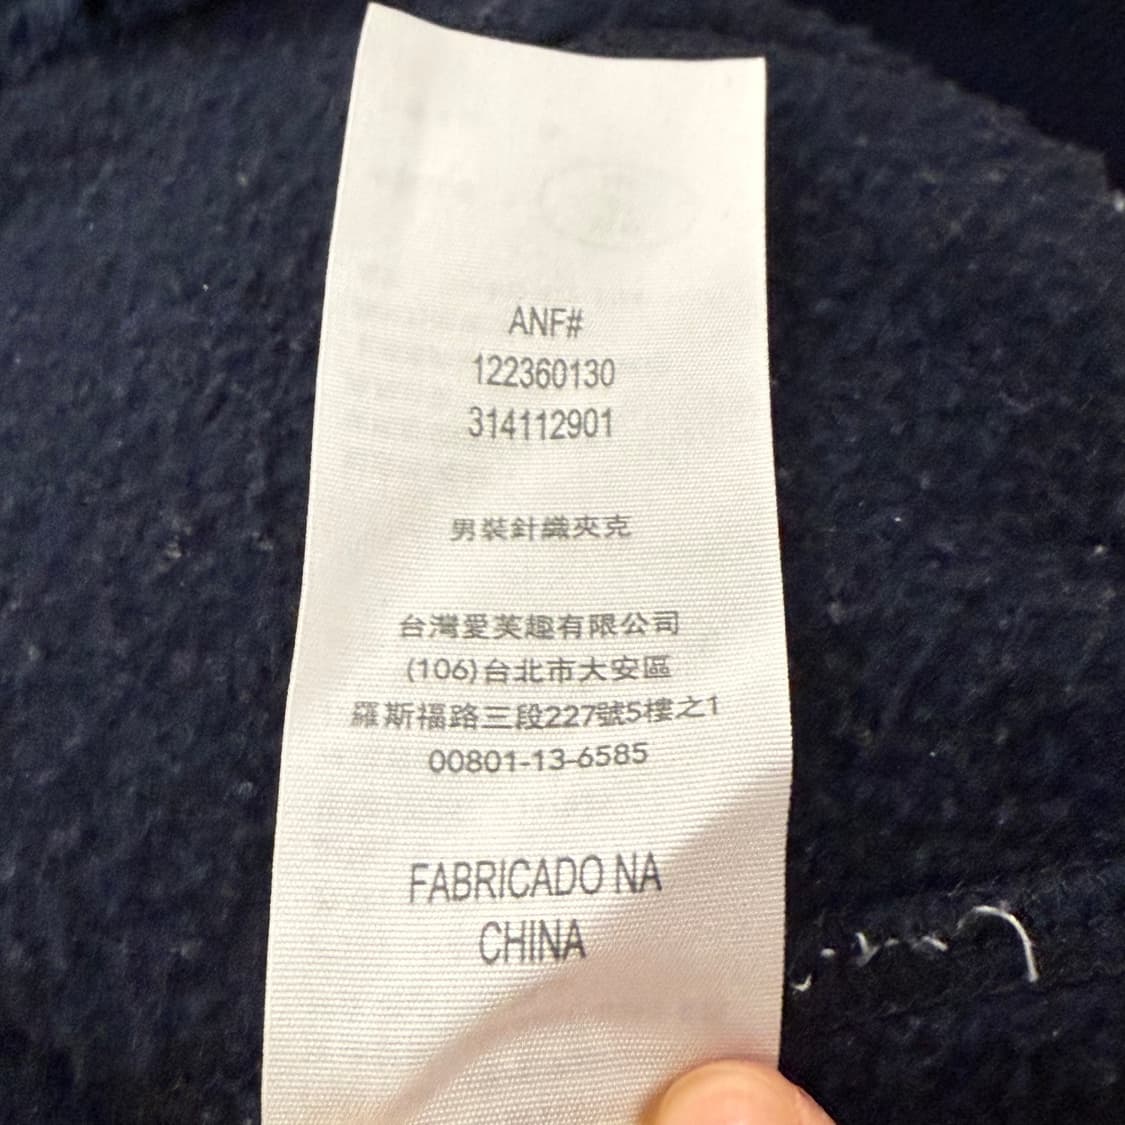 ANF#
122360130
314112901
男裝針織夾克
台灣愛芙趣有限公司
(106)台北市大安區
羅斯福路三段227號5樓之1
00801-13-6585
FABRICADO NA
CHINA